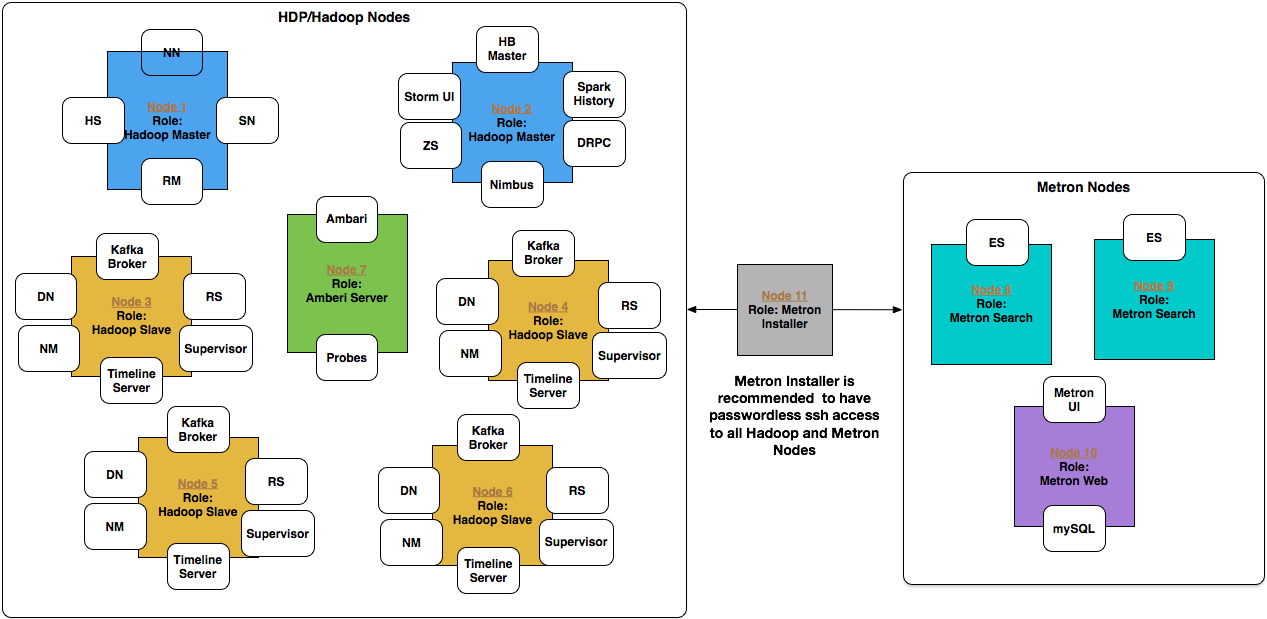 HDP/Hadoop Nodes
NN
HS
Node 1
Role:
Hadoop Master
SN
RM
HB
Master
Storm UI
Spark
History
Node 2
Role:
Hadoop Master
ZS
DRPC
Nimbus
Ambari
Node 7
Role:
Amberi Server
Probes
Kafka
Broker
DN
RS
Node 3
Role:
Hadoop Slave
NM
Supervisor
Timeline
Server
Kafka
Broker
DN
RS
Node 4
Role:
Hadoop Slave
NM
Supervisor
Timeline
Server
Kafka
Broker
DN
RS
Node 5
Role:
Hadoop Slave
NM
Supervisor
Timeline
Server
Kafka
Broker
DN
RS
Node 6
Role:
Hadoop Slave
NM
Supervisor
Timeline
Server
Node 11
Role: Metron
Installer
Metron Installer is
recommended to have
passwordless ssh access
to all Hadoop and Metron
Nodes
Metron Nodes
ES
Node 8
Role:
Metron Search
ES
Node 9
Role:
Metron Search
Metron
UI
Node 10
Role:
Metron Web
mySQL